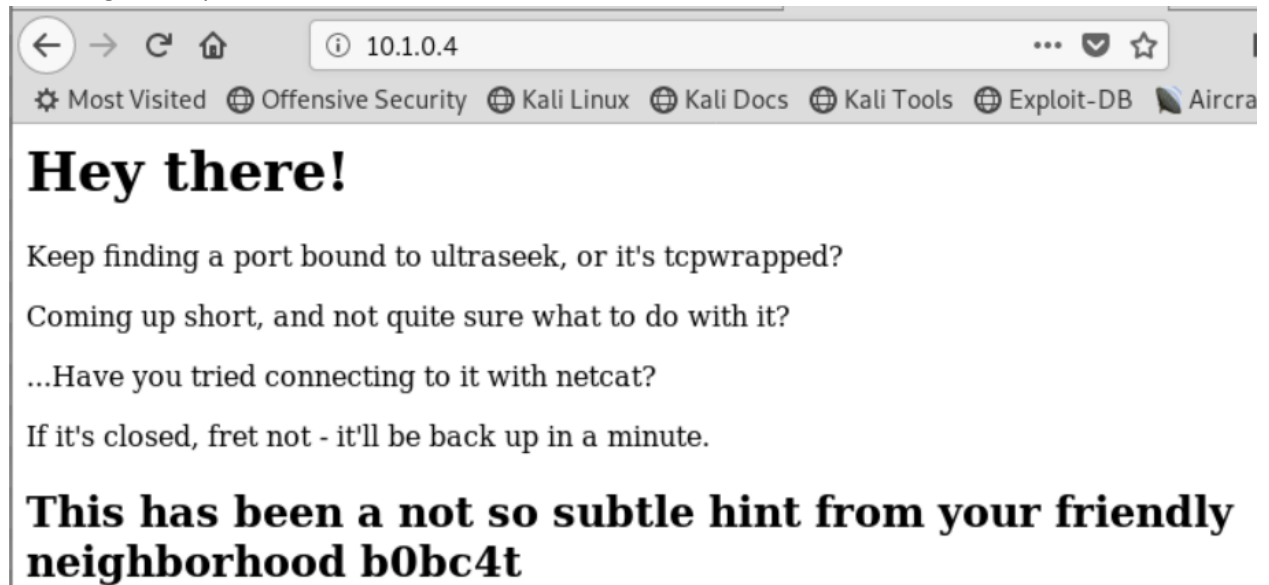 10.1.0.4
Most Visited Offensive Security Kali Linux Kali Docs Kali Tools Exploit-DB Aircra
Hey there!
Keep finding a port bound to ultraseek, or it's tcpwrapped?
Coming up short, and not quite sure what to do with it?
...Have you tried connecting to it with netcat?
If it's closed, fret not - it'll be back up in a minute.
This has been a not so subtle hint from your friendly
neighborhood b0bc4t